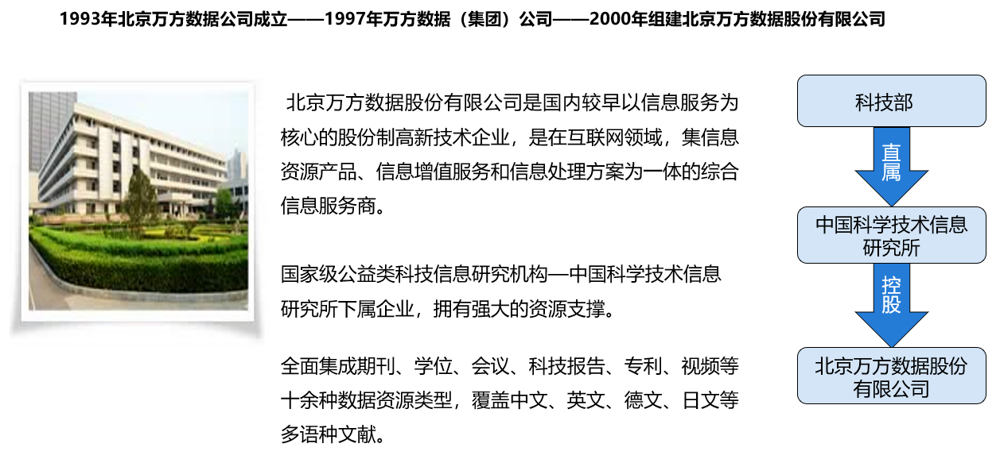 1993年北京万方数据公司成立——1997年万方数据（集团）公司——2000年组建北京万方数据股份有限公司
北京万方数据股份有限公司是国内较早以信息服务为
核心的股份制高新技术企业，是在互联网领域，集信息
资源产品、信息增值服务和信息处理方案为一体的综合
信息服务商。
国家级公益类科技信息研究机构—中国科学技术信息
研究所下属企业，拥有强大的资源支撑。
全面集成期刊、学位、会议、科技报告、专利、视频等
十余种数据资源类型，覆盖中文、英文、德文、日文等
多语种文献。
科技部
直
属
中国科学技术信息
研究所
控
股
北京万方数据股份
有限公司